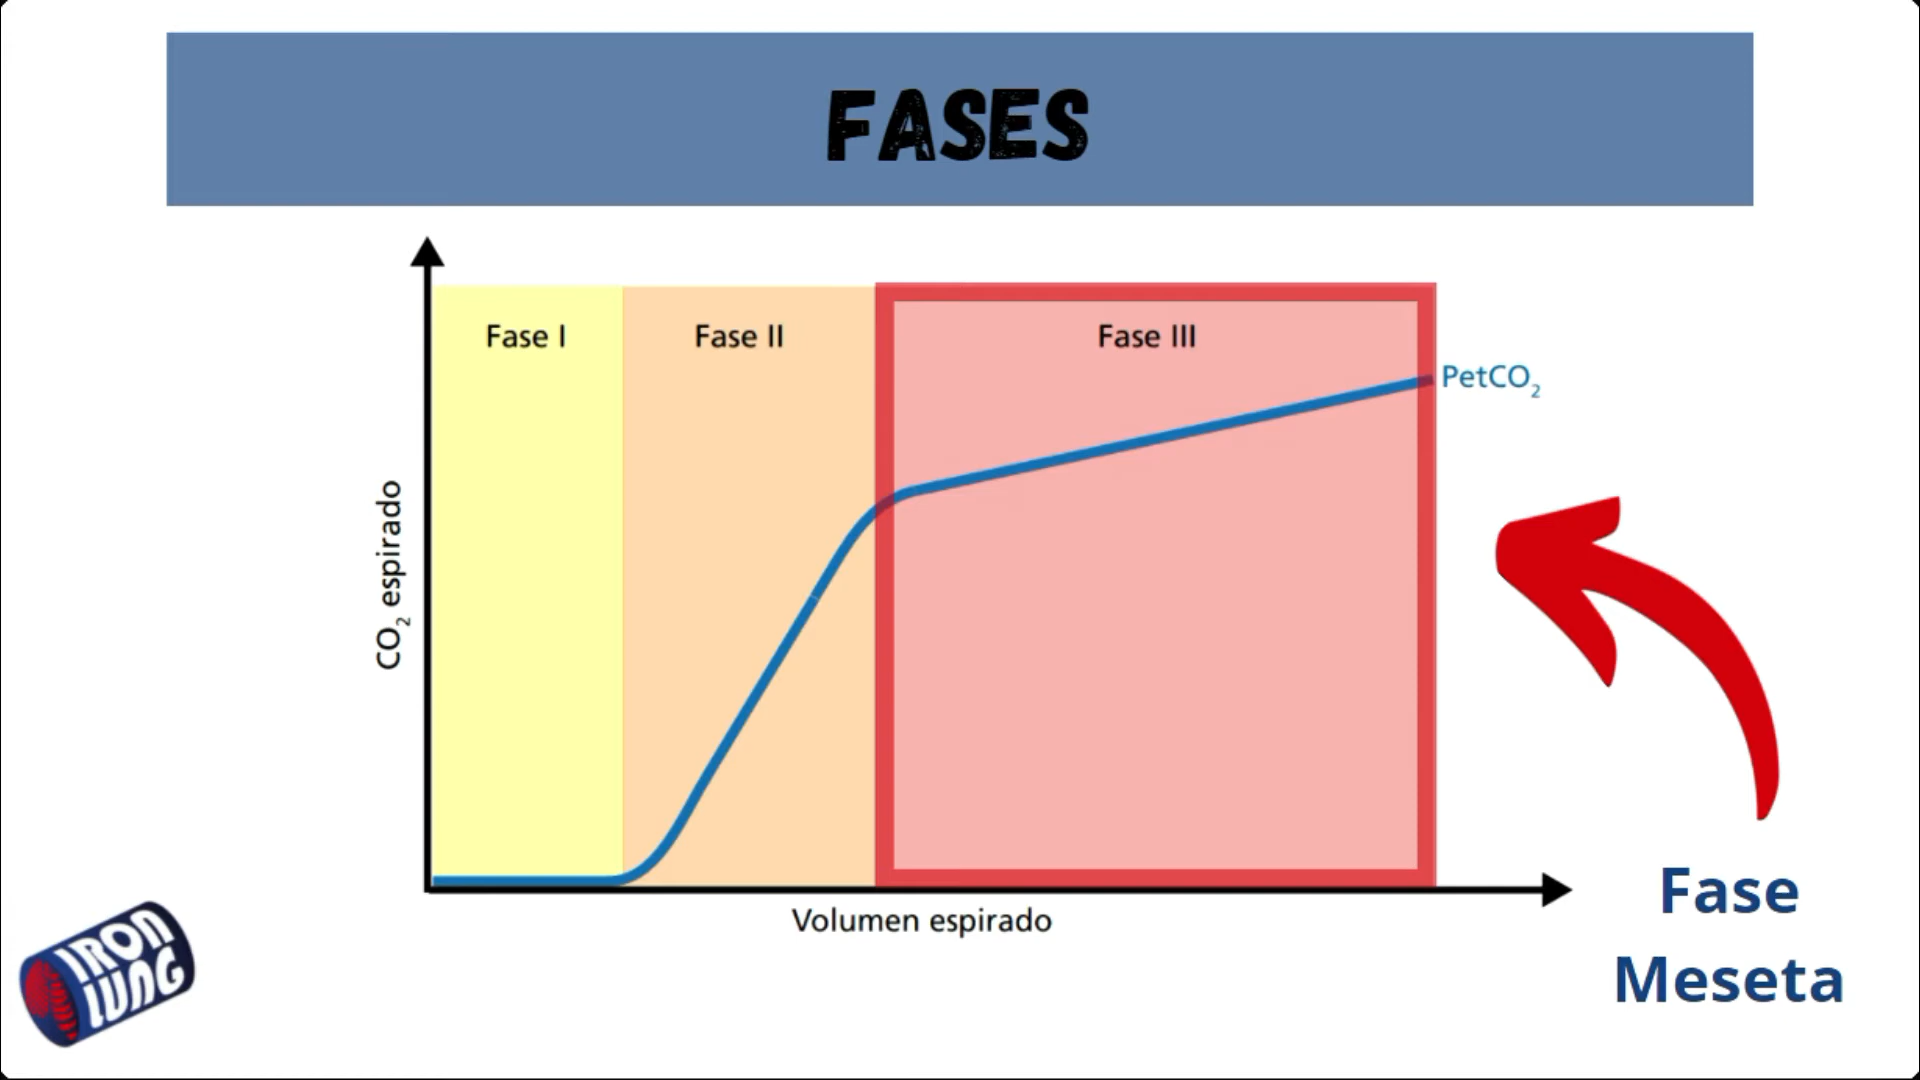 FASES
Fase I
Fase II
Fase III
PetCO₂
CO₂ espirado
Volumen espirado
Fase
Meseta
IRON
LUNG